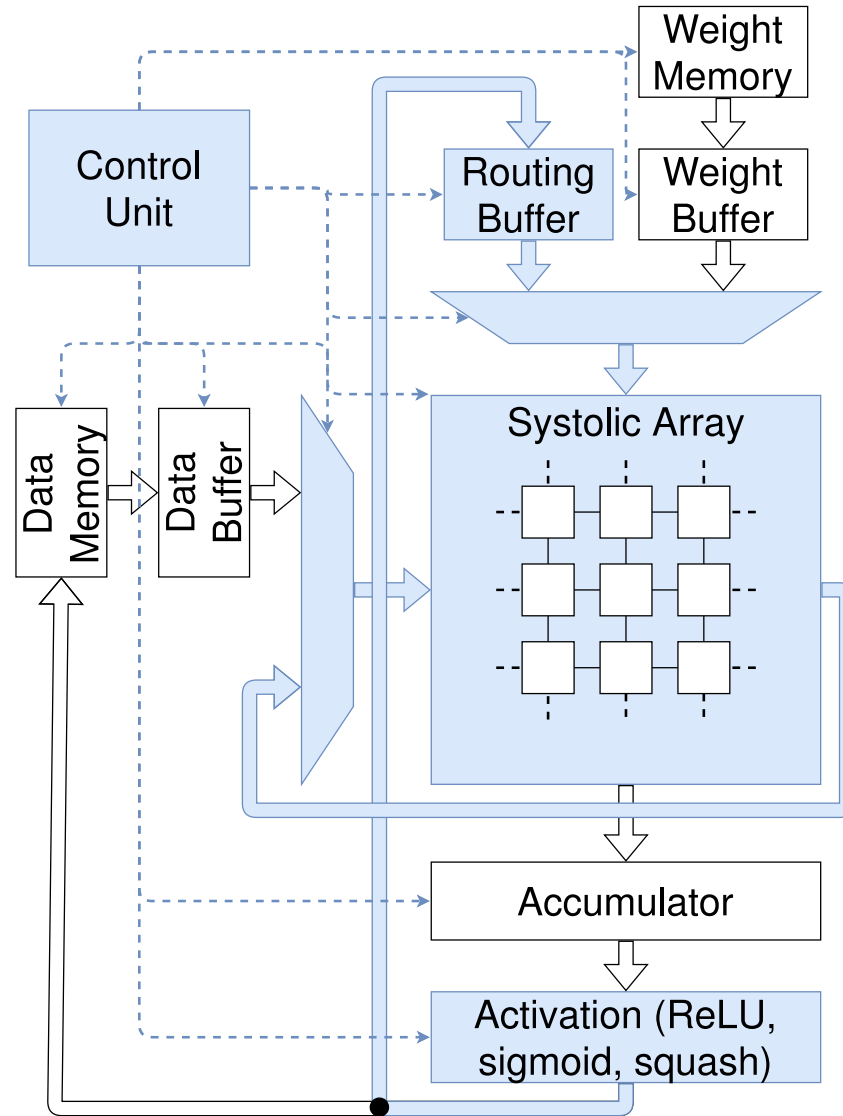 Weight
Memory
Control
Unit
Routing
Buffer
Weight
Buffer
Systolic Array
Data
Memory
Data
Buffer
Accumulator
Activation (ReLU,
sigmoid, squash)